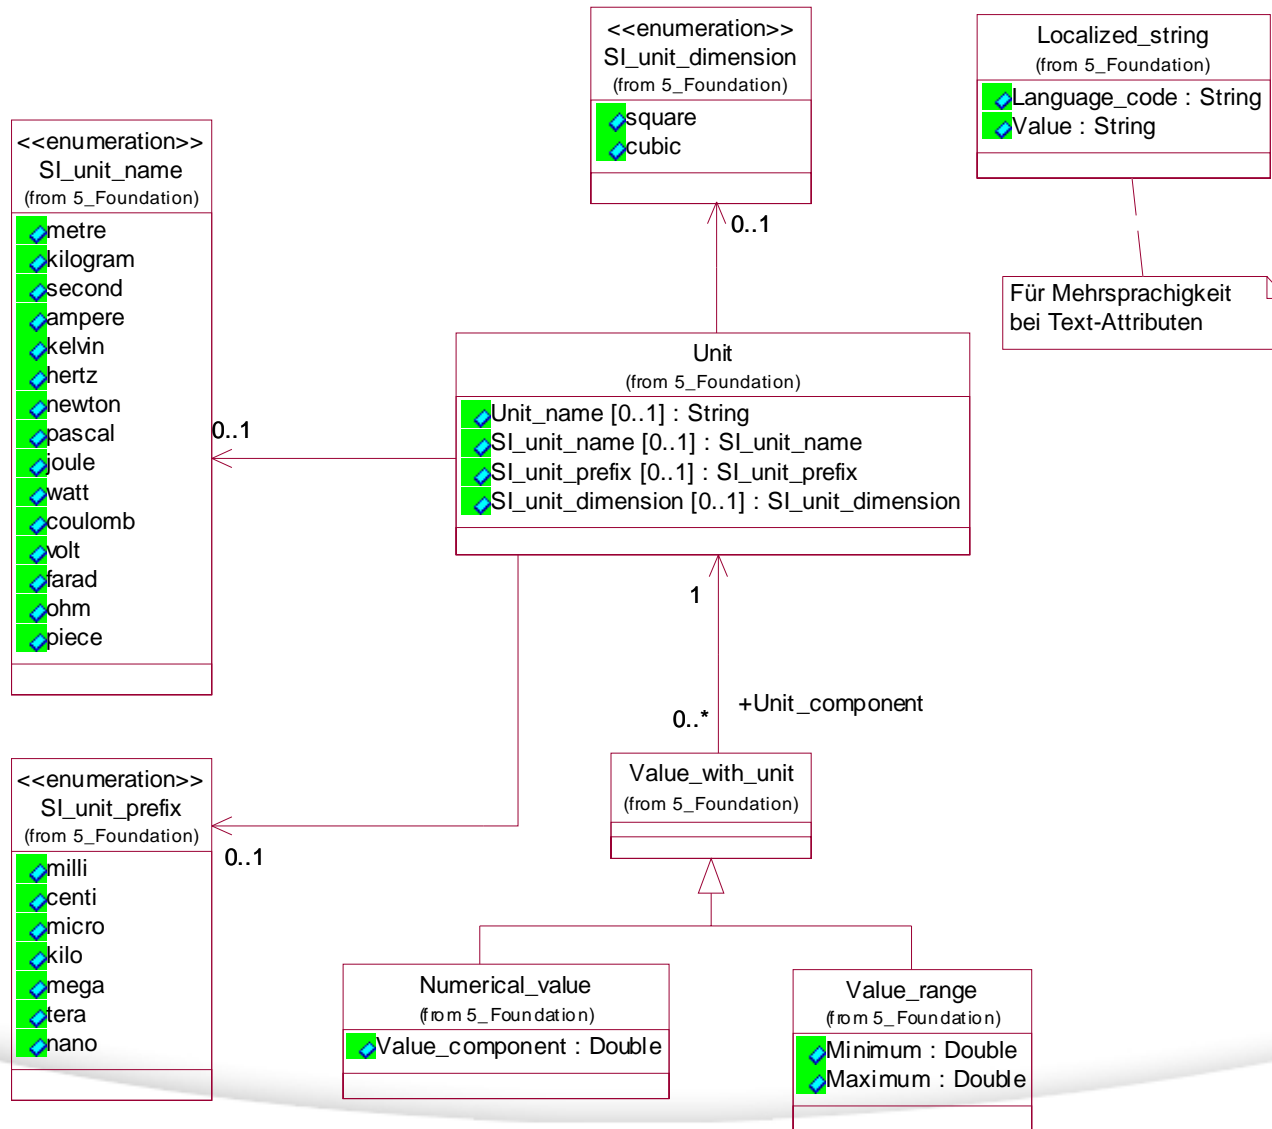 <<enumeration>>
SI_unit_dimension
(from 5_Foundation)
square
cubic
Localized_string
(from 5_Foundation)
Language_code : String
Value : String
<<enumeration>>
SI_unit_name
(from 5_Foundation)
metre
kilogram
second
ampere
kelvin
hertz
newton
pascal
joule
watt
coulomb
volt
farad
ohm
piece
0..1
Für Mehrsprachigkeit
bei Text-Attributen
Unit
(from 5_Foundation)
Unit_name [0..1] : String
SI_unit_name [0..1] : SI_unit_name
SI_unit_prefix [0..1] : SI_unit_prefix
SI_unit_dimension [0..1] : SI_unit_dimension
0..1
1
+Unit_component
0..*
<<enumeration>>
SI_unit_prefix
(from 5_Foundation)
milli
centi
micro
kilo
mega
tera
nano
0..1
Value_with_unit
(from 5_Foundation)
Numerical_value
(from 5_Foundation)
Value_component : Double
Value_range
(from 5_Foundation)
Minimum : Double
Maximum : Double